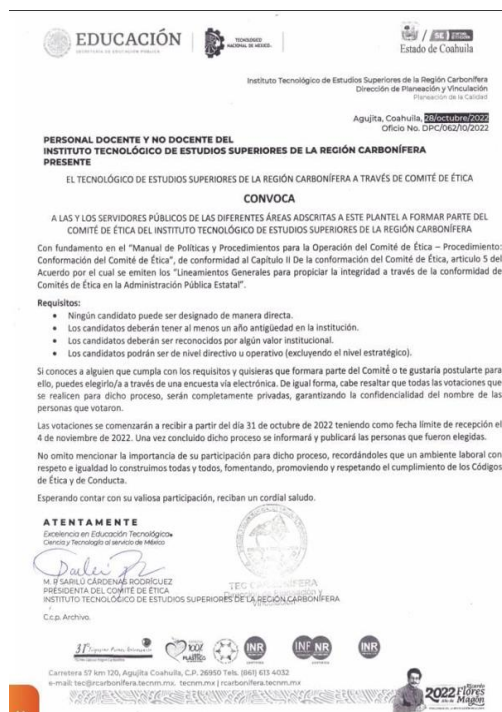 EDUCACIÓN
SECRETARÍA DE EDUCACIÓN PÚBLICA
TECNOLÓGICO
NACIONAL DE MÉXICO
SE
Estado de Coahuila
Instituto Tecnológico de Estudios Superiores de la Región Carbonífera
Dirección de Planeación y Vinculación
Planeación de la Calidad
Agujita, Coahuila, 28/octubre/2022
Oficio No. DPC/062/10/2022
PERSONAL DOCENTE Y NO DOCENTE DEL
INSTITUTO TECNOLÓGICO DE ESTUDIOS SUPERIORES DE LA REGIÓN CARBONÍFERA
PRESENTE
EL TECNOLÓGICO DE ESTUDIOS SUPERIORES DE LA REGIÓN CARBONÍFERA A TRAVÉS DE COMITÉ DE ÉTICA
CONVOCA
A LAS Y LOS SERVIDORES PÚBLICOS DE LAS DIFERENTES ÁREAS ADSCRITAS A ESTE PLANTEL A FORMAR PARTE DEL
COMITÉ DE ÉTICA DEL INSTITUTO TECNOLÓGICO DE ESTUDIOS SUPERIORES DE LA REGIÓN CARBONÍFERA
Con fundamento en el "Manual de Políticas y Procedimientos para la Operación del Comité de Ética – Procedimiento:
Conformación del Comité de Ética", de conformidad al Capítulo II De la conformación del Comité de Ética, articulo 5 del
Acuerdo por el cual se emiten los "Lineamientos Generales para propiciar la integridad a través de la conformidad de
Comités de Ética en la Administración Pública Estatal".
Requisitos:
• Ningún candidato puede ser designado de manera directa.
• Los candidatos deberán tener al menos un año antigüedad en la institución.
• Los candidatos deberán ser reconocidos por algún valor institucional.
• Los candidatos podrán ser de nivel directivo u operativo (excluyendo el nivel estratégico).
Si conoces a alguien que cumpla con los requisitos y quisieras que formara parte del Comité o te gustaría postularte para
ello, puedes elegirlo/a a través de una encuesta vía electrónica. De igual forma, cabe resaltar que todas las votaciones que
se realicen para dicho proceso, serán completamente privadas, garantizando la confidencialidad del nombre de las
personas que votaron.
Las votaciones se comenzarán a recibir a partir del día 31 de octubre de 2022 teniendo como fecha límite de recepción el
4 de noviembre de 2022. Una vez concluido dicho proceso se informará y publicará las personas que fueron elegidas.
No omito mencionar la importancia de su participación para dicho proceso, recordándoles que un ambiente laboral con
respeto e igualdad lo construimos todas y todos, fomentando, promoviendo y respetando el cumplimiento de los Códigos
de Ética y de Conducta.
Esperando contar con su valiosa participación, reciban un cordial saludo.
ATENTAMENTE
Excelencia en Educación Tecnológica
Ciencia y Tecnología al servicio de México
SARILÚ CÁRDENAS RODRÍGUEZ
PRESIDENTA DEL COMITÉ DE ÉTICA
INSTITUTO TECNOLÓGICO DE ESTUDIOS SUPERIORES DE LA REGIÓN CARBONÍFERA
C.c.p. Archivo.
100%
PLÁSTICO
INR
INR
INR
Carretera 57 km 120, Agujita Coahuila, C.P. 26950 Tels. (861) 613 4032
e-mail: tec@rcarbonifera.tecnm.mx, tecnm.mx | rcarbonifera.tecnm.mx
2022 Ricardo
Flores
Año de Magón